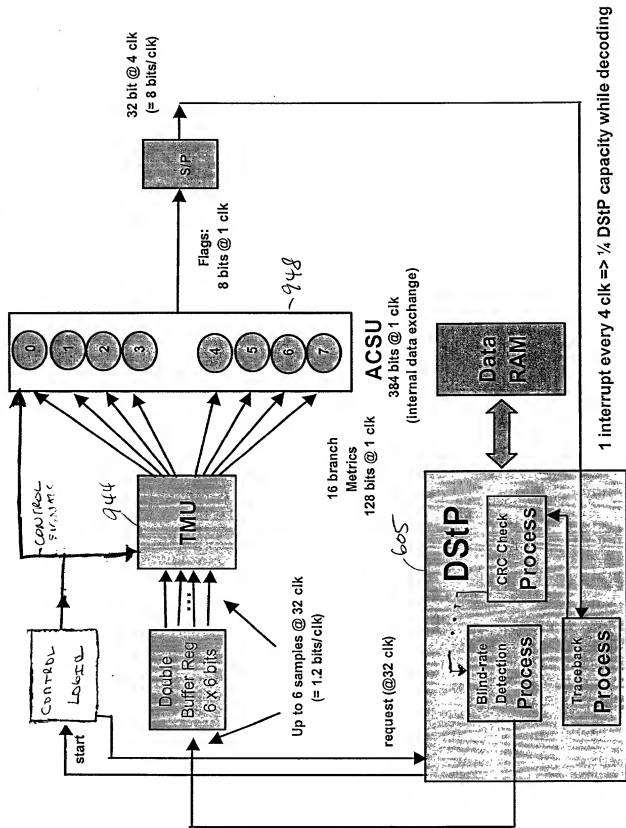 CONTROL
LOGIC
start
CONTROL
944
Double
Buffer Reg
6 x 6 bits
...
TMU
Up to 6 samples @ 32 clk
(= 1.2 bits/clk)
16 branch
Metrics
128 bits @ 1 clk
0
1
2
3
4
5
6
7
948
ACSU
384 bits @ 1 clk
(internal data exchange)
Flags:
8 bits @ 1 clk
S/P
32 bit @ 4 clk
(= 8 bits/ clk)
request (@32 clk)
605
DStP
Blind-rate
Detection
Process
CRC Check
Process
Traceback
Process
Data
RAM
1 interrupt every 4 clk => ¼ DStP capacity while decoding